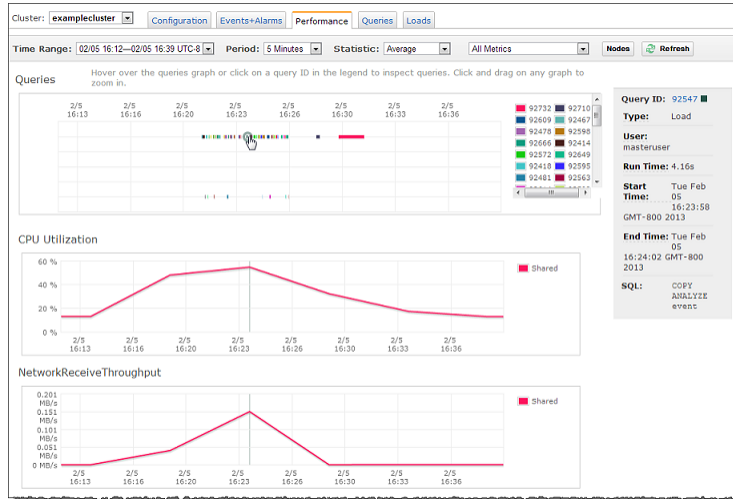 Cluster: examplecluster Configuration Events+Alarms Performance Queries Loads
Time Range: 02/05 16:12—02/05 16:39 UTC-8 Period: 5 Minutes Statistic: Average All Metrics Nodes Refresh
Queries
Hover over the queries graph or click on a query ID in the legend to inspect queries. Click and drag on any graph to
zoom in.
2/5 2/5 2/5 2/5 2/5 2/5 2/5 2/5
16:13 16:16 16:20 16:23 16:26 16:30 16:33 16:36
92732 92710
92609 92467
92478 92598
92666 92414
92572 92649
92418 92595
92481 92563
Query ID: 92547
Type: Load
User:
masteruser
Run Time: 4.16s
Start Tue Feb
Time: 05
16:23:58
GMT-800 2013
End Time: Tue Feb
05
16:24:02 GMT-800
2013
SQL: COPY
ANALYZE
event
CPU Utilization
60 %
40 %
20 %
0 %
2/5 2/5 2/5 2/5 2/5 2/5 2/5 2/5
16:13 16:16 16:20 16:23 16:26 16:30 16:33 16:36
Shared
NetworkReceiveThroughput
0.201
MB/s
0.151
MB/s
0.101
MB/s
0.051
MB/s
0 MB/s
2/5 2/5 2/5 2/5 2/5 2/5 2/5 2/5
16:13 16:16 16:20 16:23 16:26 16:30 16:33 16:36
Shared